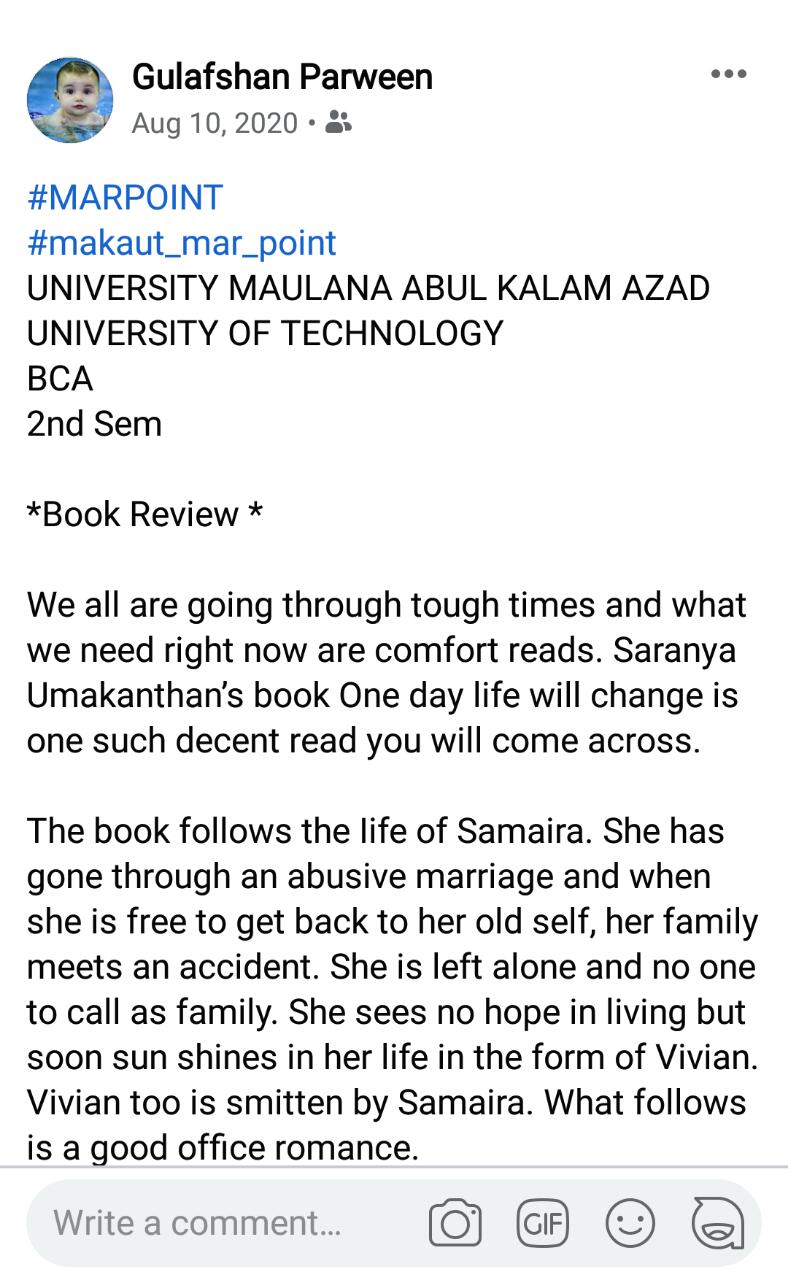 Gulafshan Parween
Aug 10, 2020 •
#MARPOINT
#makaut_mar_point
UNIVERSITY MAULANA ABUL KALAM AZAD
UNIVERSITY OF TECHNOLOGY
BCA
2nd Sem
*Book Review *
We all are going through tough times and what
we need right now are comfort reads. Saranya
Umakanthan’s book One day life will change is
one such decent read you will come across.
The book follows the life of Samaira. She has
gone through an abusive marriage and when
she is free to get back to her old self, her family
meets an accident. She is left alone and no one
to call as family. She sees no hope in living but
soon sun shines in her life in the form of Vivian.
Vivian too is smitten by Samaira. What follows
is a good office romance.
Write a comment...
GIF